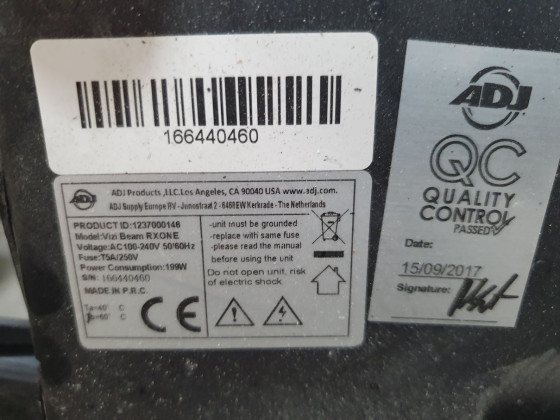 166440460
ADJ
ADJ Products ,LLC.Los Angeles, CA 90040 USA www.adj.com.
ADJ Supply Europe BV - Junostraat 2 - 6468EW Kerkrade - The Netherlands
PRODUCT ID:1237000146
Model:Vizi Beam RXONE
Voltage:AC100-240V 50/60Hz
Fuse:T5A/250V
Power Consumption:199W
S/N: 166440460
MADE IN P.R.C.
C
C
-unit must be grounded
-replace with same fuse
-please read the manual
before using the unit
Do not open unit, risk
of electric shock.
CE
ADJ
QC
QUALITY
CONTROL
PASSED
Date:
15/09/2017
Signature: